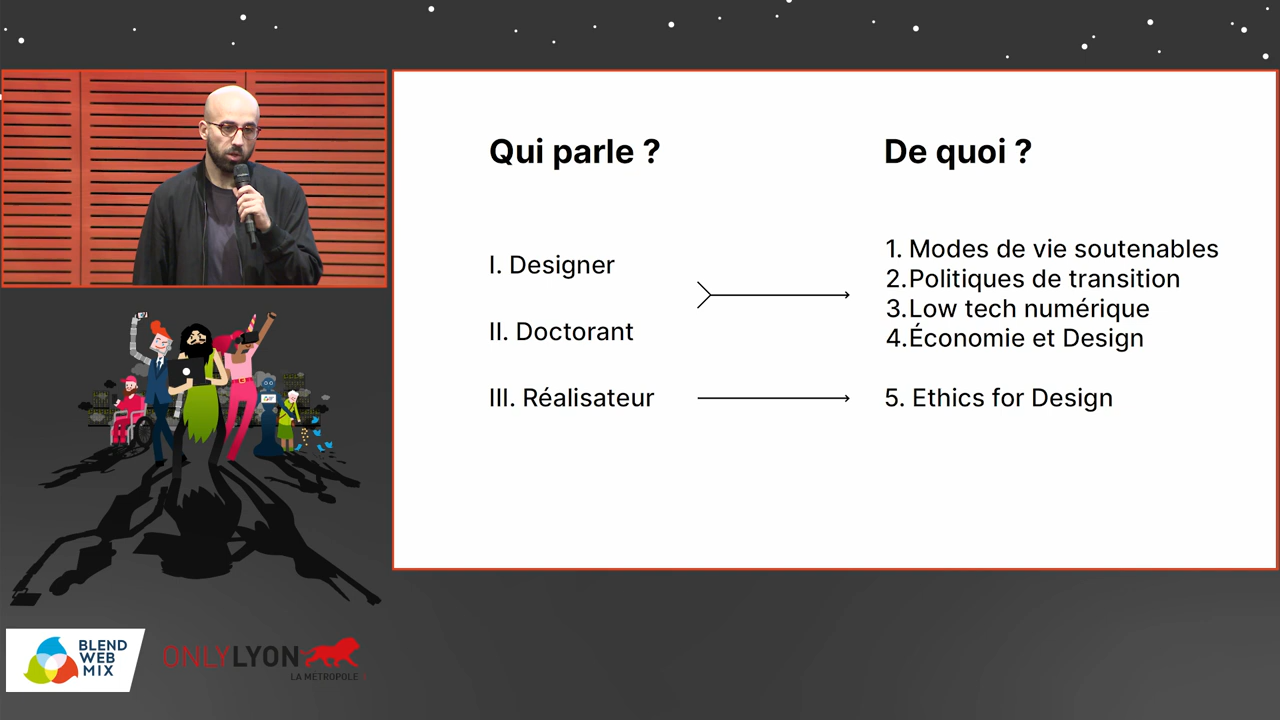 Qui parle ?
I. Designer
II. Doctorant
III. Réalisateur
De quoi ?
1. Modes de vie soutenables
2.Politiques de transition
3.Low tech numérique
4.Économie et Design
5. Ethics for Design
BLEND
WEB
MIX
ONLYLYON
LA MÉTROPOLE